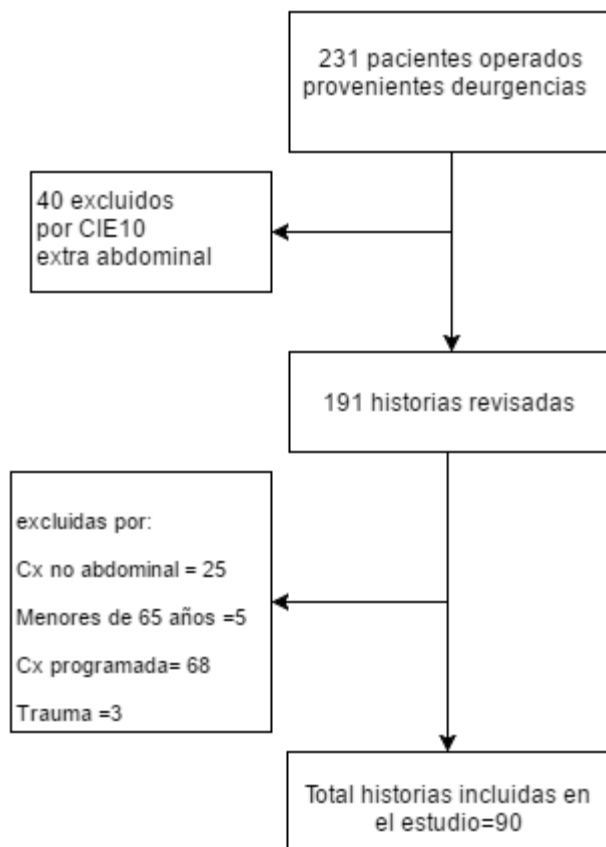 231 pacientes operados
provenientes deurgencias
40 excluidos
por CIE10
extra abdominal
191 historias revisadas
excluidas por:
Cx no abdominal = 25
Menores de 65 años =5
Cx programada= 68
Trauma =3
Total historias incluidas en
el estudio=90